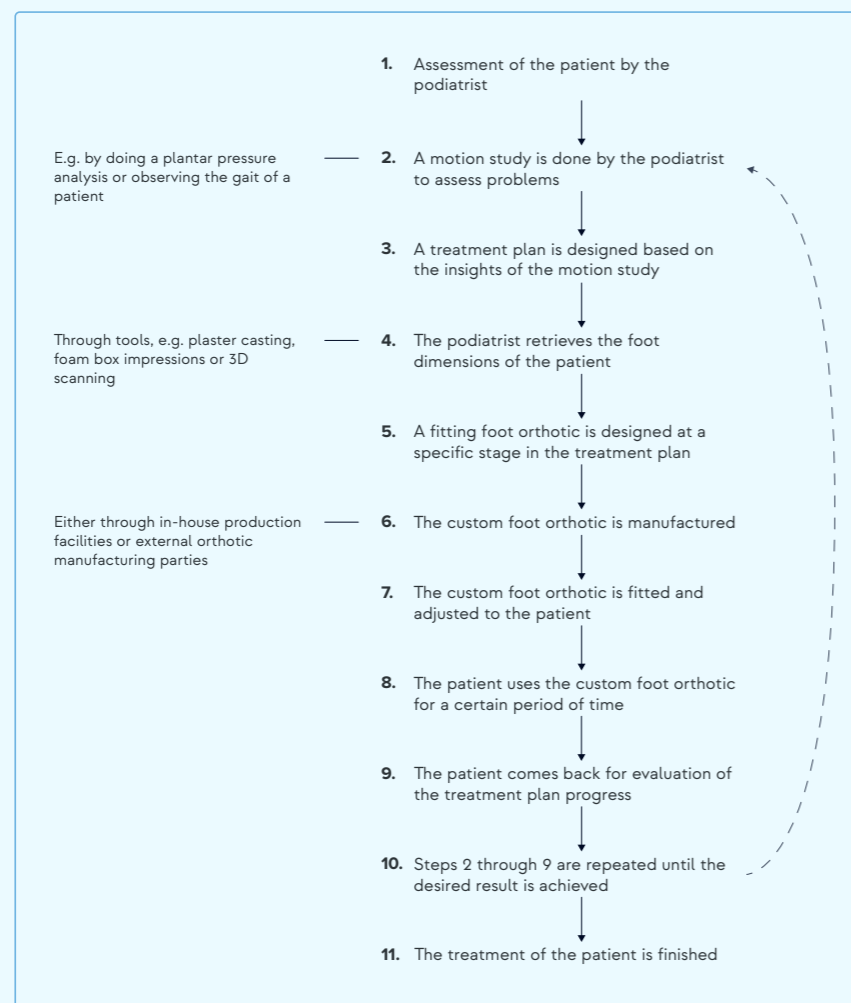 1. Assessment of the patient by the
podiatrist
E.g. by doing a plantar pressure
analysis or observing the gait of a
patient
2. A motion study is done by the podiatrist
to assess problems
3. A treatment plan is designed based on
the insights of the motion study
Through tools, e.g. plaster casting,
foam box impressions or 3D
scanning
4. The podiatrist retrieves the foot
dimensions of the patient
5. A fitting foot orthotic is designed at a
specific stage in the treatment plan
Either through in-house production
facilities or external orthotic
manufacturing parties
6. The custom foot orthotic is manufactured
7. The custom foot orthotic is fitted and
adjusted to the patient
8. The patient uses the custom foot orthotic
for a certain period of time
9. The patient comes back for evaluation of
the treatment plan progress
10. Steps 2 through 9 are repeated until the
desired result is achieved
11. The treatment of the patient is finished